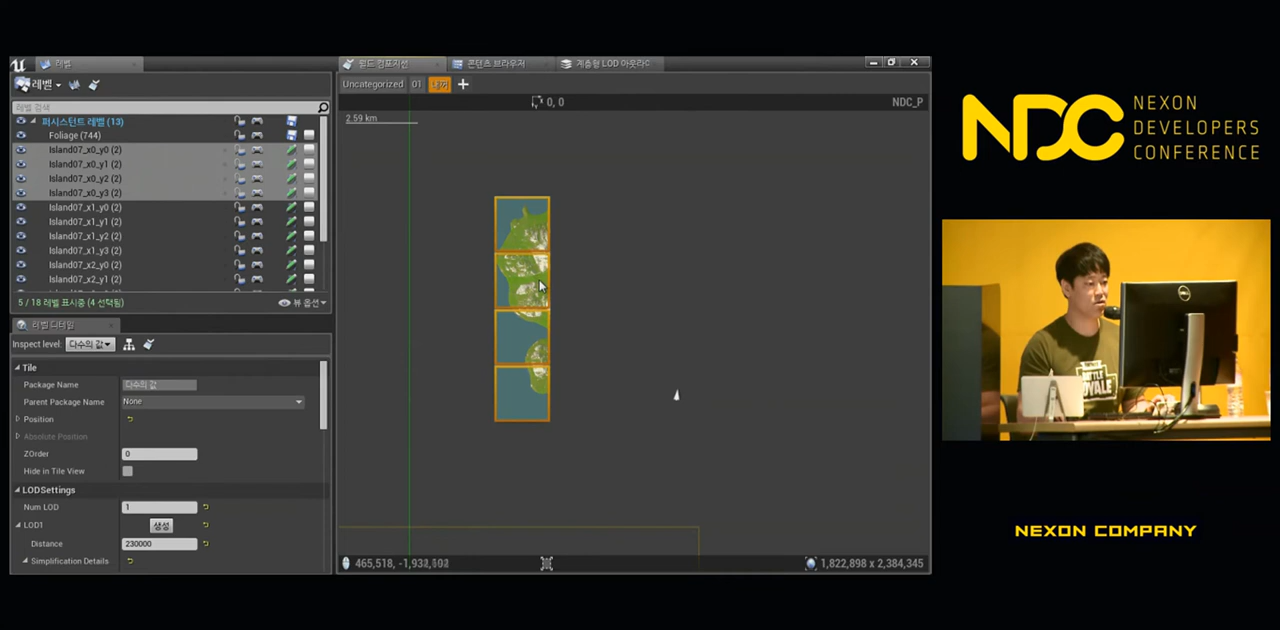 레벨
레벨
레벨 검색
퍼시스턴트 레벨 (13)
Foliage (744)
Island07_x0_y0 (2)
Island07_x0_y1 (2)
Island07_x0_y2 (2)
Island07_x0_y3 (2)
Island07_x1_y0 (2)
Island07_x1_y1 (2)
Island07_x1_y2 (2)
Island07_x1_y3 (2)
Island07_x2_y0 (2)
Island07_x2_y1 (2)
5 / 18 레벨 표시중 (4 선택됨)
뷰 옵션
레벨 디테일
Inspect level: 다수의 값
Tile
Package Name 다수의 값
Parent Package Name None
Position
Absolute Position
ZOrder 0
Hide in Tile View
LODSettings
Num LOD 1
LOD1 생성
Distance 230000
Simplification Details
월드 컴포지션
콘텐츠 브라우저
계층형 LOD 아웃라이
Uncategorized 01
0, 0
NDC_P
2.59 km
1,822,898 x 2,384,345
NDC
NEXON
DEVELOPERS
CONFERENCE
DELL
BATTLE
ROYALE
NEXON COMPANY